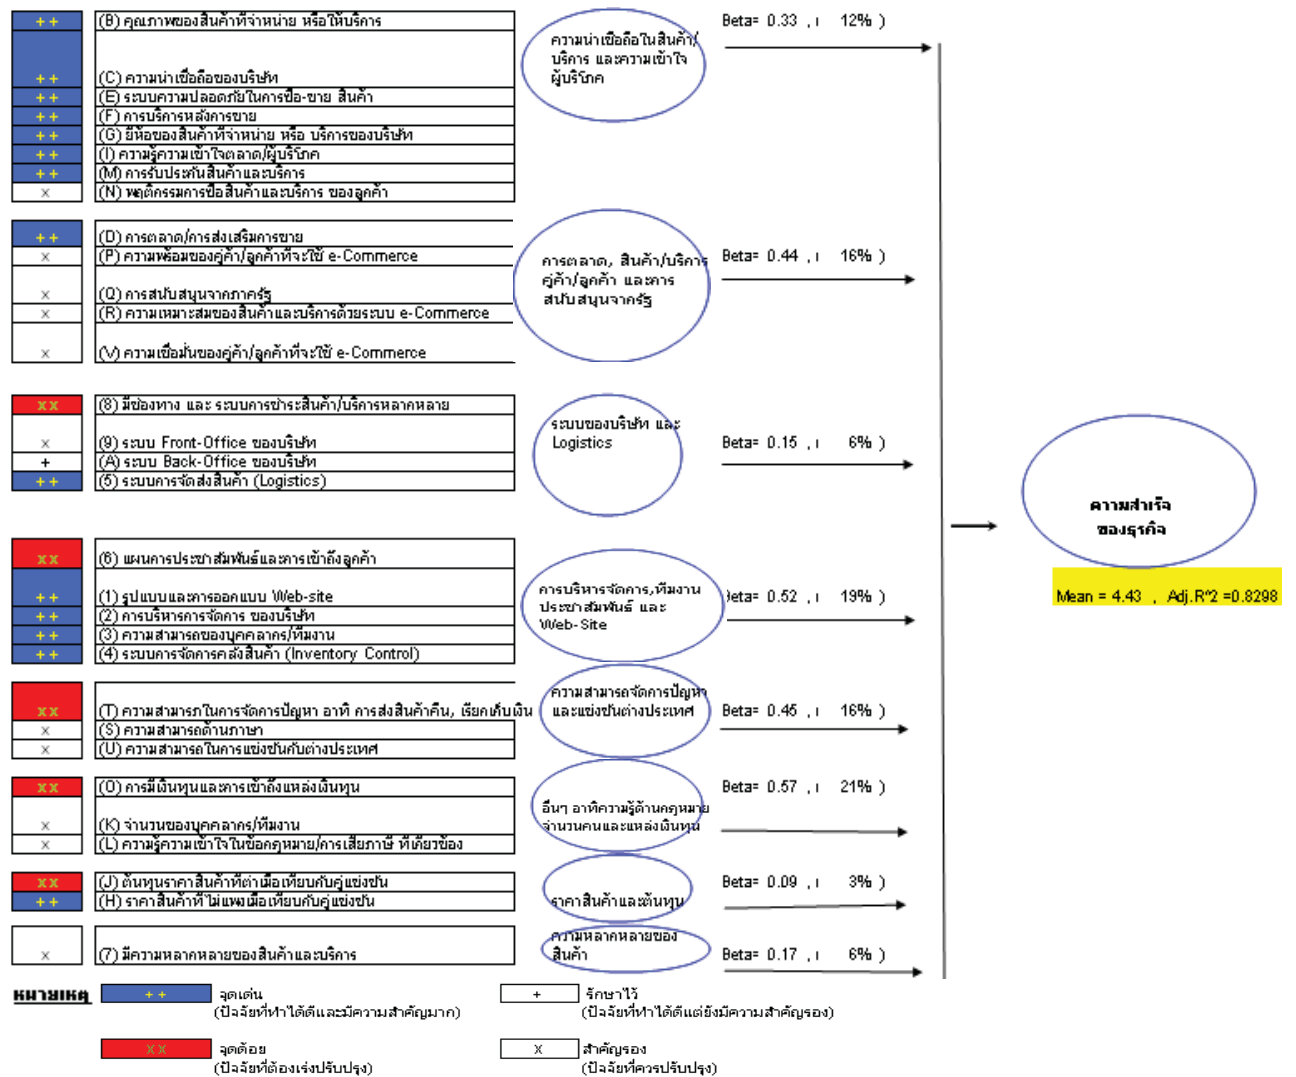 ++ (B) คุณภาพของสินค้าที่จำหน่าย หรือให้บริการ
++ (C) ความน่าเชื่อถือของบริษัท
++ (E) ระบบความปลอดภัยในการซื้อ-ขาย สินค้า
++ (F) การบริการหลังการขาย
++ (G) ยี่ห้อของสินค้าที่จำหน่าย หรือ บริการของบริษัท
++ (I) ความรู้ความเข้าใจตลาด/ผู้บริโภค
++ (M) การรับประกันสินค้าและบริการ
x (N) พฤติกรรมการซื้อสินค้าและบริการ ของลูกค้า
ความน่าเชื่อถือในสินค้า/
บริการ และความเข้าใจ
ผู้บริโภค
Beta= 0.33 , ( 12% )
++ (D) การตลาด/การส่งเสริมการขาย
x (P) ความพร้อมของคู่ค้า/ลูกค้าที่จะใช้ e-Commerce
x (Q) การสนับสนุนจากภาครัฐ
x (R) ความเหมาะสมของสินค้าและบริการด้วยระบบ e-Commerce
x (V) ความเชื่อมั่นของคู่ค้า/ลูกค้าที่จะใช้ e-Commerce
การตลาด, สินค้า/บริการ
คู่ค้า/ลูกค้า และการ
สนับสนุนจากรัฐ
Beta= 0.44 , ( 16% )
xx (8) มีช่องทาง และ ระบบการชำระสินค้า/บริการหลากหลาย
x (9) ระบบ Front-Office ของบริษัท
+ (A) ระบบ Back-Office ของบริษัท
++ (5) ระบบการจัดส่งสินค้า (Logistics)
ระบบของบริษัท และ
Logistics
Beta= 0.15 , ( 6% )
xx (6) แผนการประชาสัมพันธ์และการเข้าถึงลูกค้า
++ (1) รูปแบบและการออกแบบ Web-site
++ (2) การบริหารการจัดการ ของบริษัท
++ (3) ความสามารถของบุคคลากร/ทีมงาน
++ (4) ระบบการจัดการคลังสินค้า (Inventory Control)
การบริหารจัดการ,ทีมงาน
ประชาสัมพันธ์ และ
Web-Site
Beta= 0.52 , ( 19% )
xx (T) ความสามารถในการจัดการปัญหา อาทิ การส่งสินค้าคืน, เรียกเก็บเงิน
x (S) ความสามารถด้านภาษา
x (U) ความสามารถในการแข่งขันกับต่างประเทศ
ความสามารถจัดการปัญหา
และแข่งขันต่างประเทศ
Beta= 0.45 , ( 16% )
xx (O) การมีเงินทุนและการเข้าถึงแหล่งเงินทุน
x (K) จำนวนของบุคคลากร/ทีมงาน
x (L) ความรู้ความเข้าใจในข้อกฎหมาย/การเสียภาษี ที่เกี่ยวข้อง
อื่นๆ อาทิความรู้ด้านกฎหมาย
จำนวนคนและแหล่งเงินทุน
Beta= 0.57 , ( 21% )
xx (J) ต้นทุนราคาสินค้าที่ต่ำเมื่อเทียบกับคู่แข่งขัน
++ (H) ราคาสินค้าที่ไม่แพงเมื่อเทียบกับคู่แข่งขัน
ราคาสินค้าและต้นทุน
Beta= 0.09 , ( 3% )
x (7) มีความหลากหลายของสินค้าและบริการ
ความหลากหลายของ
สินค้า
Beta= 0.17 , ( 6% )
ความสำเร็จ
ของธุรกิจ
Mean = 4.43 , Adj.R^2 =0.8298
หมายเหตุ ++ จุดเด่น
(ปัจจัยที่ทำได้ดีและมีความสำคัญมาก)
+ รักษาไว้
(ปัจจัยที่ทำได้ดีแต่ยังมีความสำคัญรอง)
xx จุดด้อย
(ปัจจัยที่ต้องเร่งปรับปรุง)
x สำคัญรอง
(ปัจจัยที่ควรปรับปรุง)